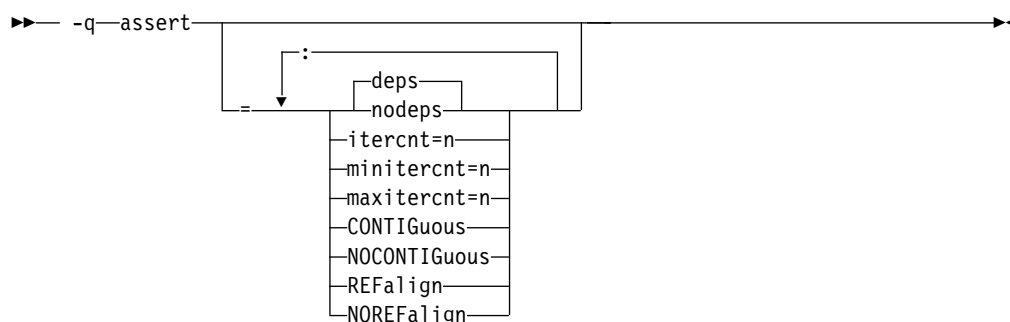 -q assert
:
deps
= nodeps
itercnt=n
minitercnt=n
maxitercnt=n
CONTIGuous
NOCONTIGuous
REFalign
NOREFalign